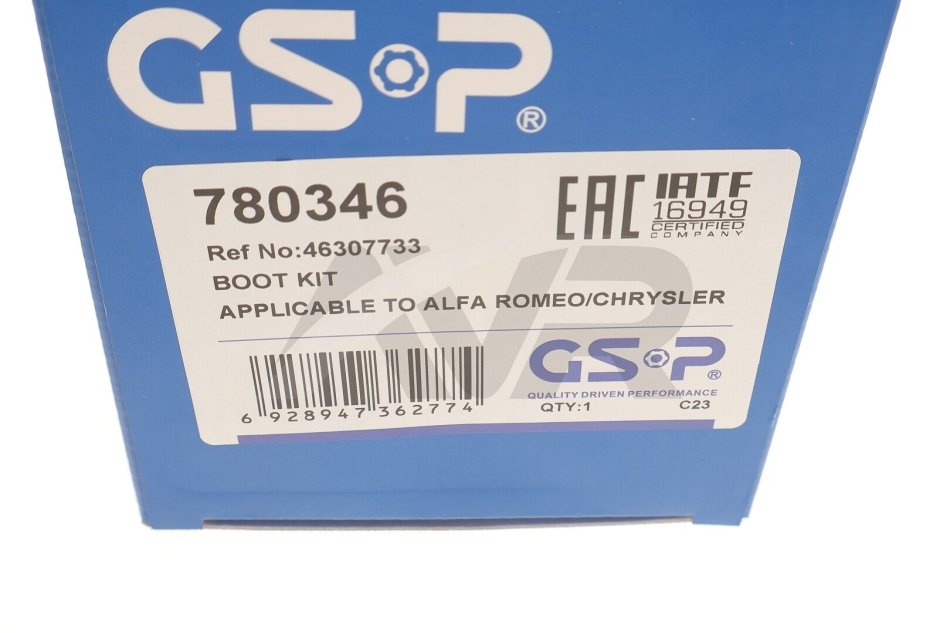 GSP®
780346
EAC
IATF
16949
CERTIFIED
COMPANY
Ref No:46307733
BOOT KIT
APPLICABLE TO ALFA ROMEO/CHRYSLER
GSP®
QUALITY DRIVEN PERFORMANCE
QTY:1 C23
6 928947 362774